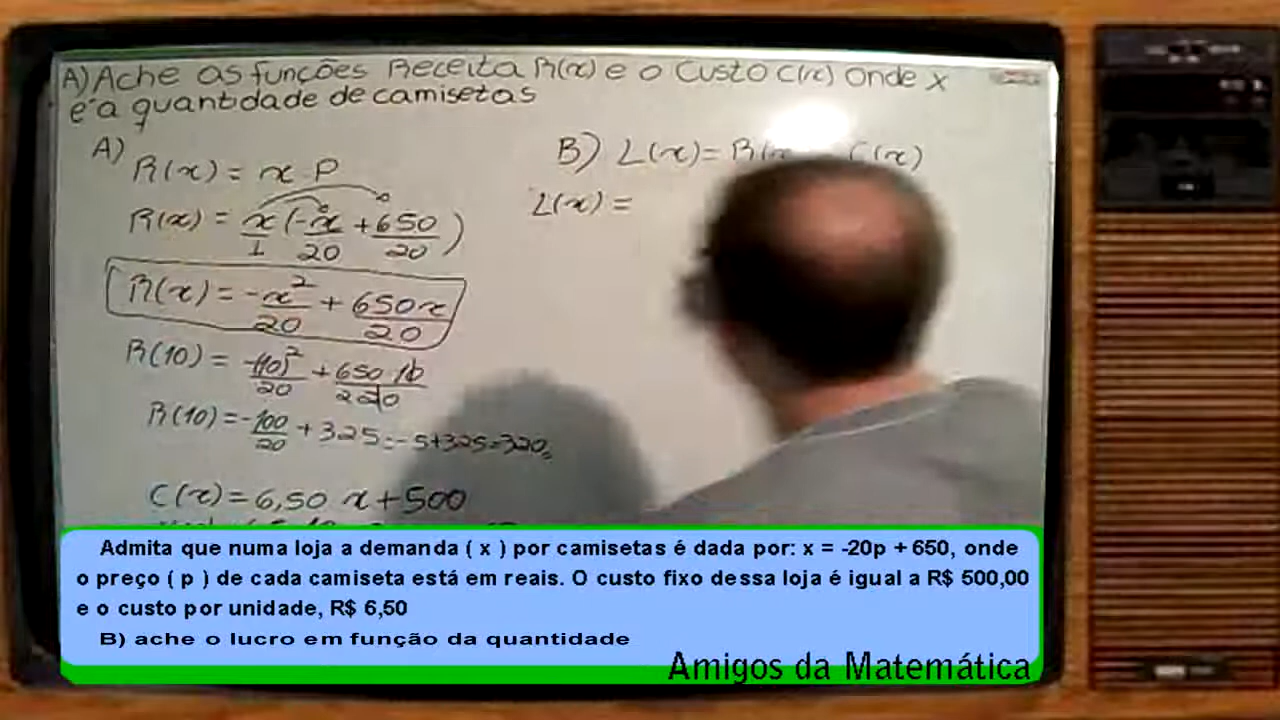 A) Ache as funções Receita R(x) e o Custo C(x) onde x
é a quantidade de camisetas
A)
R(x) = x P
R(x) = x/1 (-x/20 + 650/20)
R(x) = -x²/20 + 650x/20
R(10) = -(10)²/20 + 650 10/20
R(10) = -100/20 + 325 = -5+325=320
C(x) = 6,50 x + 500
B) L(x) = R(x C(x)
L(x) =
Admita que numa loja a demanda ( x ) por camisetas é dada por: x = -20p + 650, onde
o preço ( p ) de cada camiseta está em reais. O custo fixo dessa loja é igual a R$ 500,00
e o custo por unidade, R$ 6,50
B) ache o lucro em função da quantidade
Amigos da Matemática